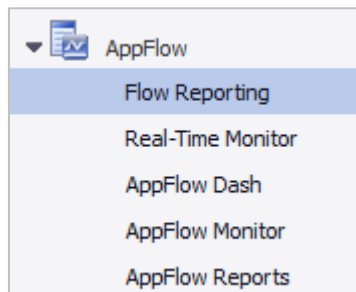 AppFlow
Flow Reporting
Real-Time Monitor
AppFlow Dash
AppFlow Monitor
AppFlow Reports